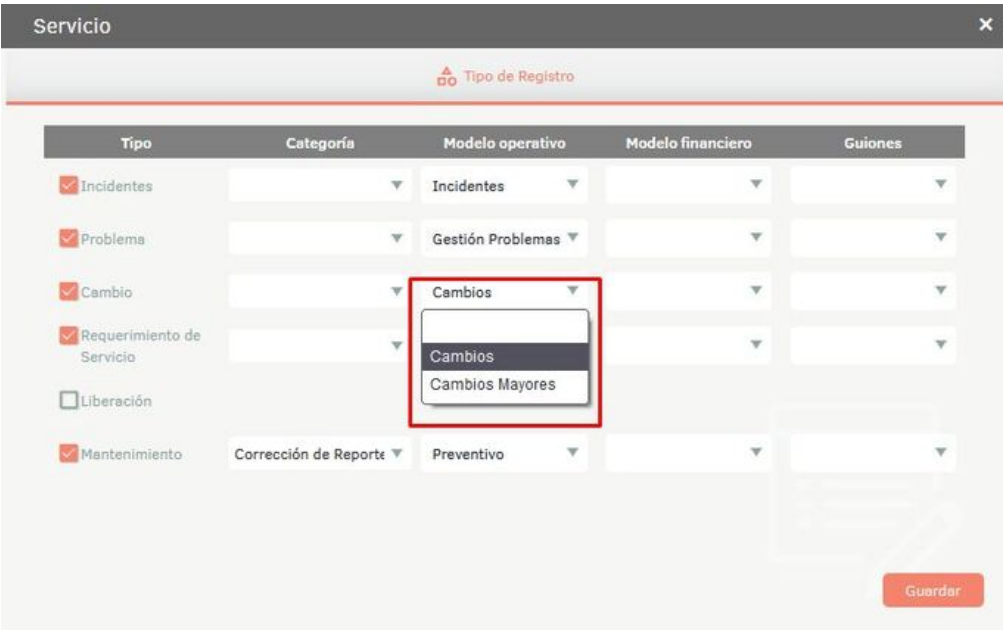 Servicio
Tipo de Registro
Tipo Categoría Modelo operativo Modelo financiero Guiones
Incidentes Incidentes
Problema Gestión Problemas
Cambio Cambios
Requerimiento de
Servicio
Cambios
Cambios Mayores
Liberación
Mantenimiento Corrección de Reporte Preventivo
Guardar